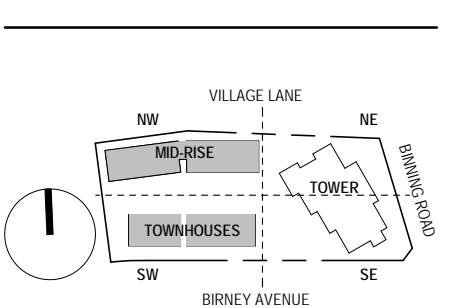 VILLAGE LANE
NW
NE
MID-RISE
BINNING ROAD
TOWER
TOWNHOUSES
SW
SE
BIRNEY AVENUE